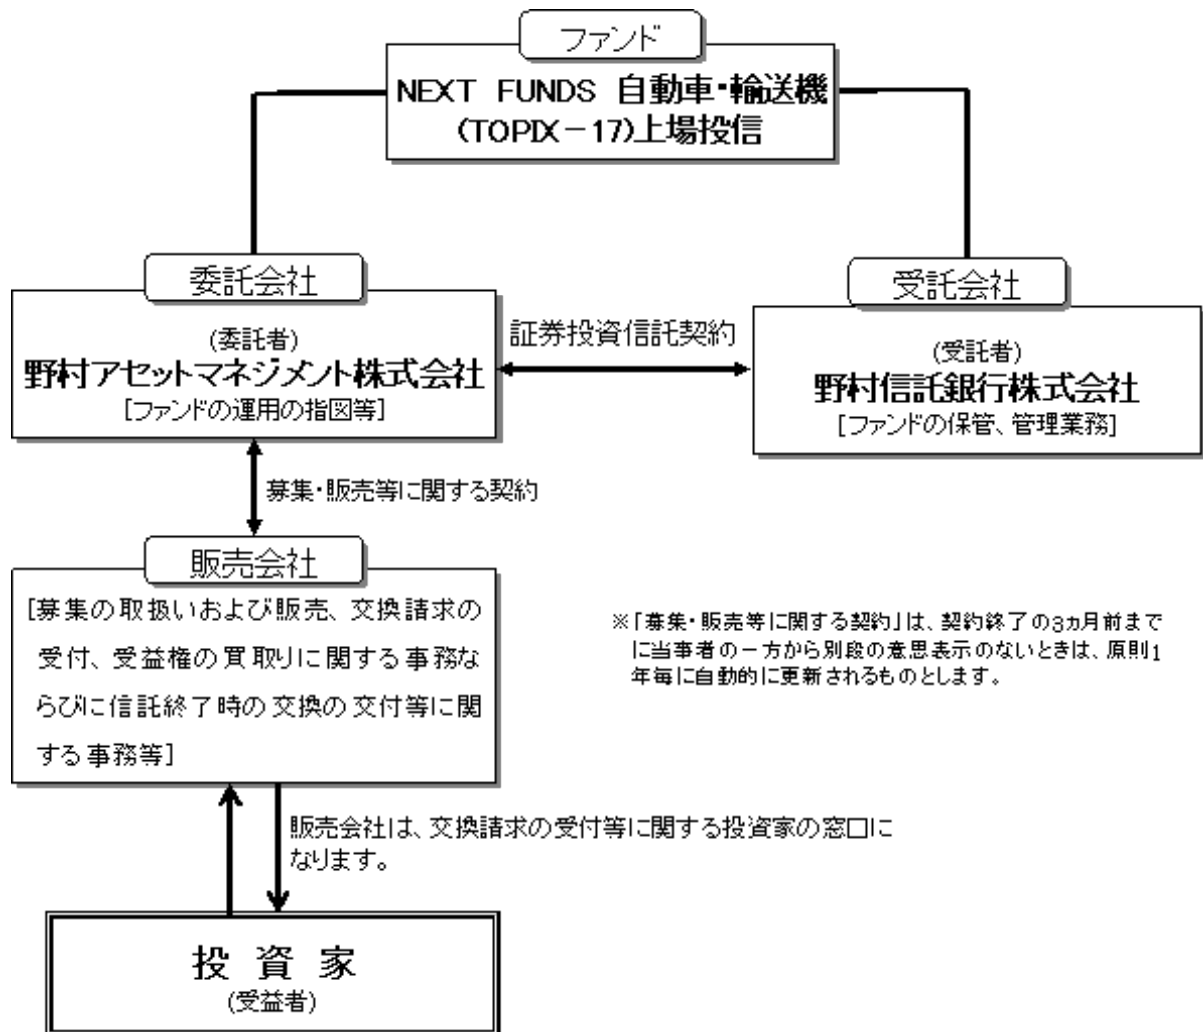 ファンド
NEXT FUNDS 自動車・輸送機
(TOPIX－17)上場投信
委託会社
(委託者)
野村アセットマネジメント株式会社
[ファンドの運用の指図等]
証券投資信託契約
受託会社
(受託者)
野村信託銀行株式会社
[ファンドの保管、管理業務]
募集・販売等に関する契約
販売会社
[募集の取扱いおよび販売、交換請求の
受付、受益権の買取りに関する事務な
らびに信託終了時の交換の交付等に関
する事務等]
※「募集・販売等に関する契約」は、契約終了の3ヵ月前まで
に当事者の一方から別段の意思表示のないときは、原則1
年毎に自動的に更新されるものとします。
販売会社は、交換請求の受付等に関する投資家の窓口に
なります。
投資家
(受益者)